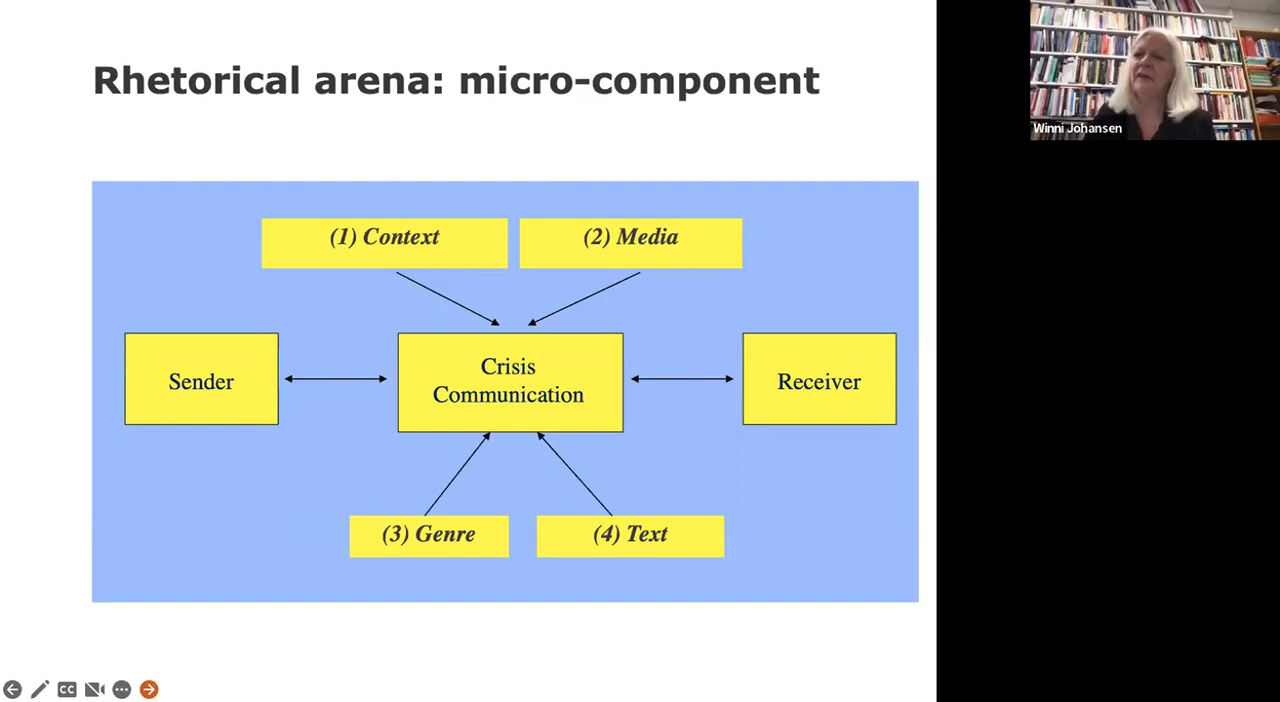 Rhetorical arena: micro-component
Winni Johansen
(1) Context
(2) Media
Sender
Crisis
Communication
Receiver
(3) Genre
(4) Text
CC